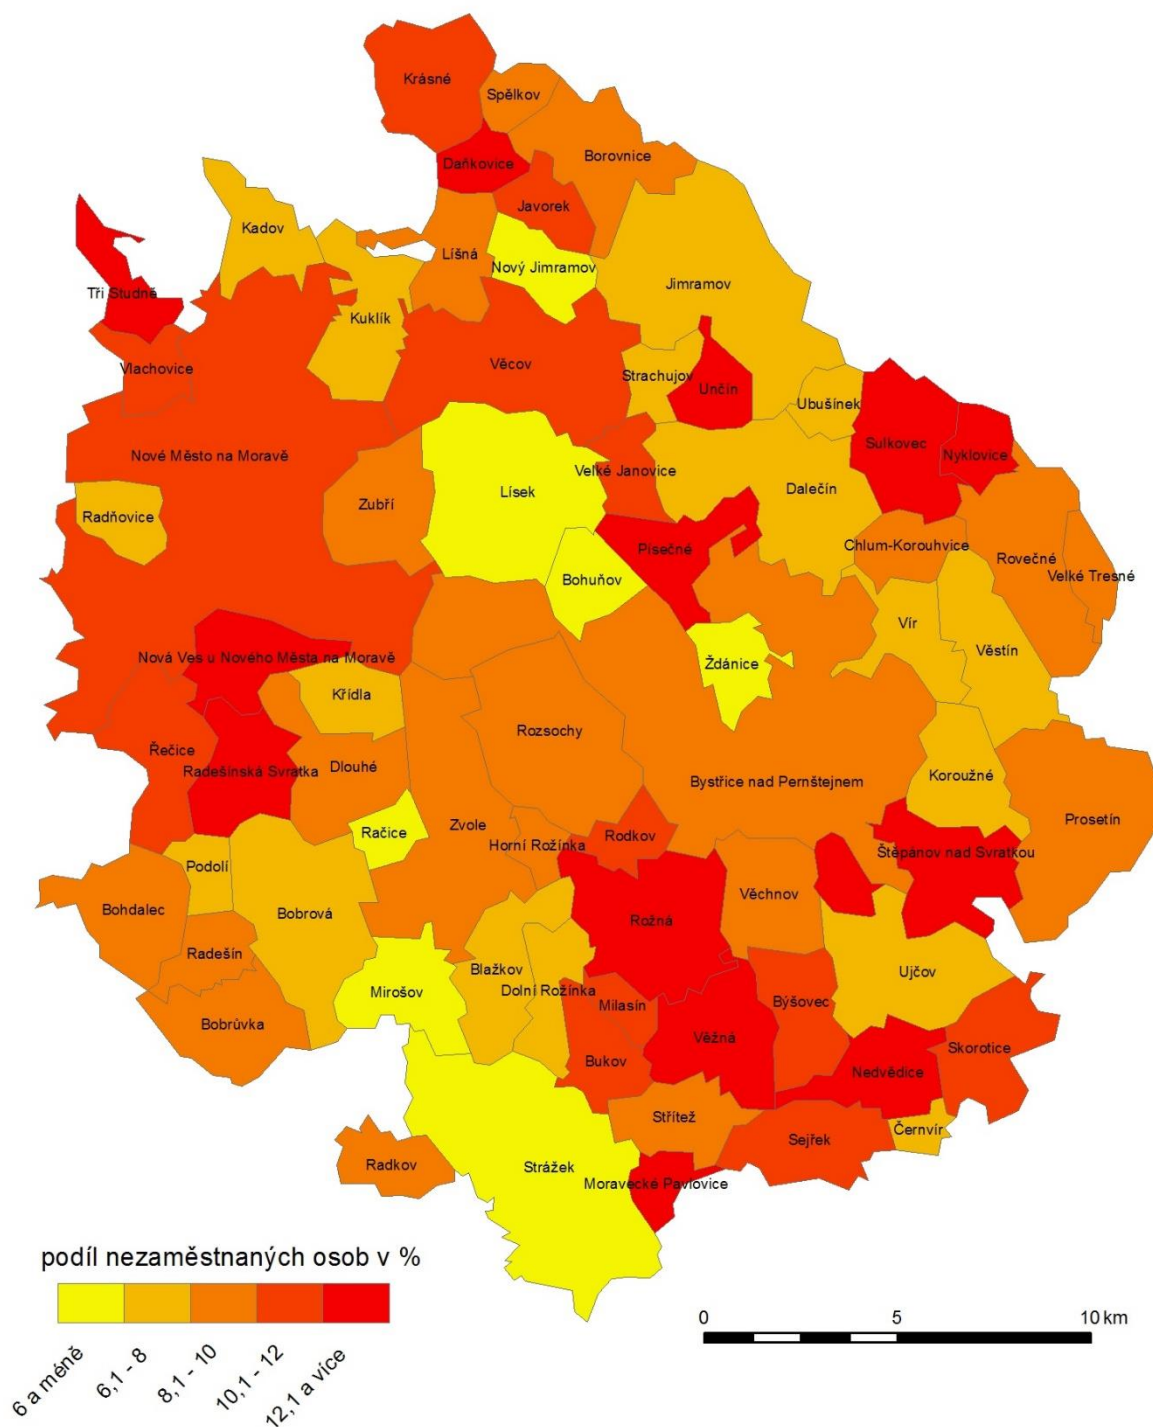 Krásné
Spělkov
Borovnice
Daňkovice
Javorek
Kadov
Líšná
Nový Jimramov
Jimramov
Tři Studně
Kuklík
Vlachovice
Věcov
Strachujov
Unčín
Ubušínek
Sulkovec
Nyklovice
Nové Město na Moravě
Velké Janovice
Dalečín
Lísek
Zubří
Radňovice
Písečné
Chlum-Korouhvice
Rovečné
Velké Tresné
Bohuňov
Vír
Věstín
Nová Ves u Nového Města na Moravě
Ždánice
Křídla
Rozsochy
Řečice
Radešínská Svratka
Dlouhé
Bystřice nad Pernštejnem
Koroužné
Prosetín
Račice
Zvole
Horní Rožínka
Rodkov
Štěpánov nad Svratkou
Podolí
Věchnov
Bohdalec
Bobrová
Rožná
Radešín
Blažkov
Ujčov
Mirošov
Dolní Rožínka
Milasín
Býšovec
Bobrůvka
Věžná
Skorotice
Bukov
Nedvědice
Střítež
Sejřek
Černvír
Radkov
Strážek
Moravecké Pavlovice
podíl nezaměstnaných osob v %
6 a méně
6,1 - 8
8,1 - 10
10,1 - 12
12,1 a více
0 5 10 km